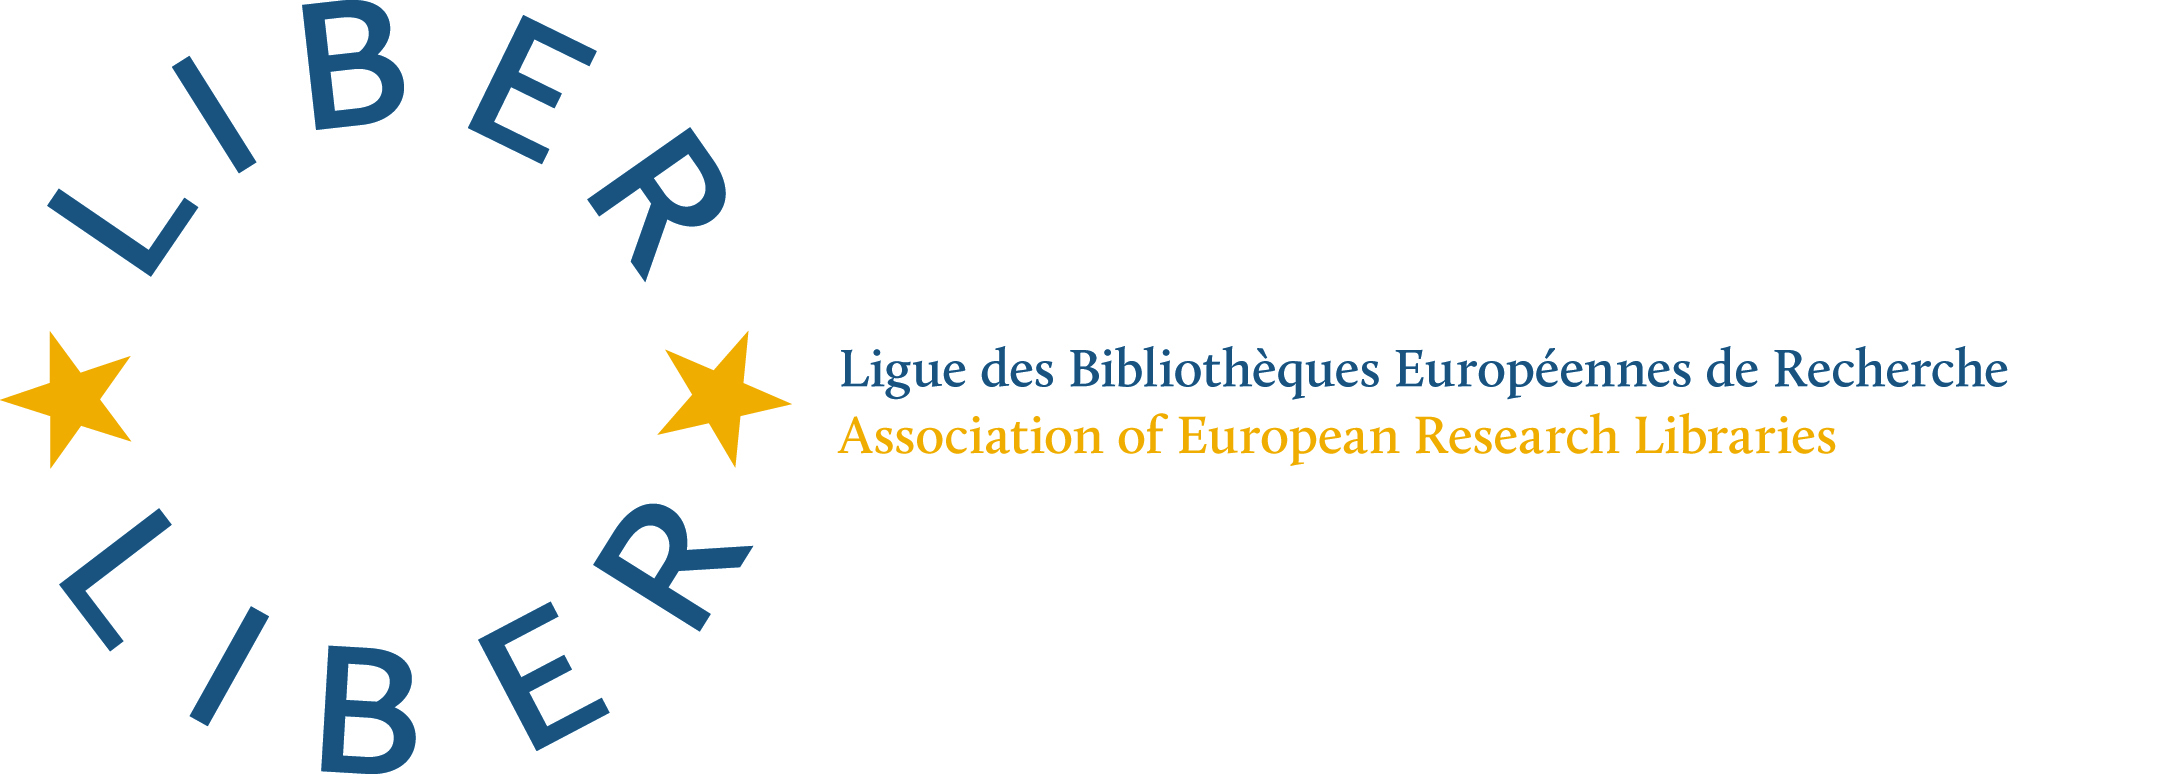 LIBER
Ligue des Bibliothèques Européennes de Recherche
Association of European Research Libraries
LIBER